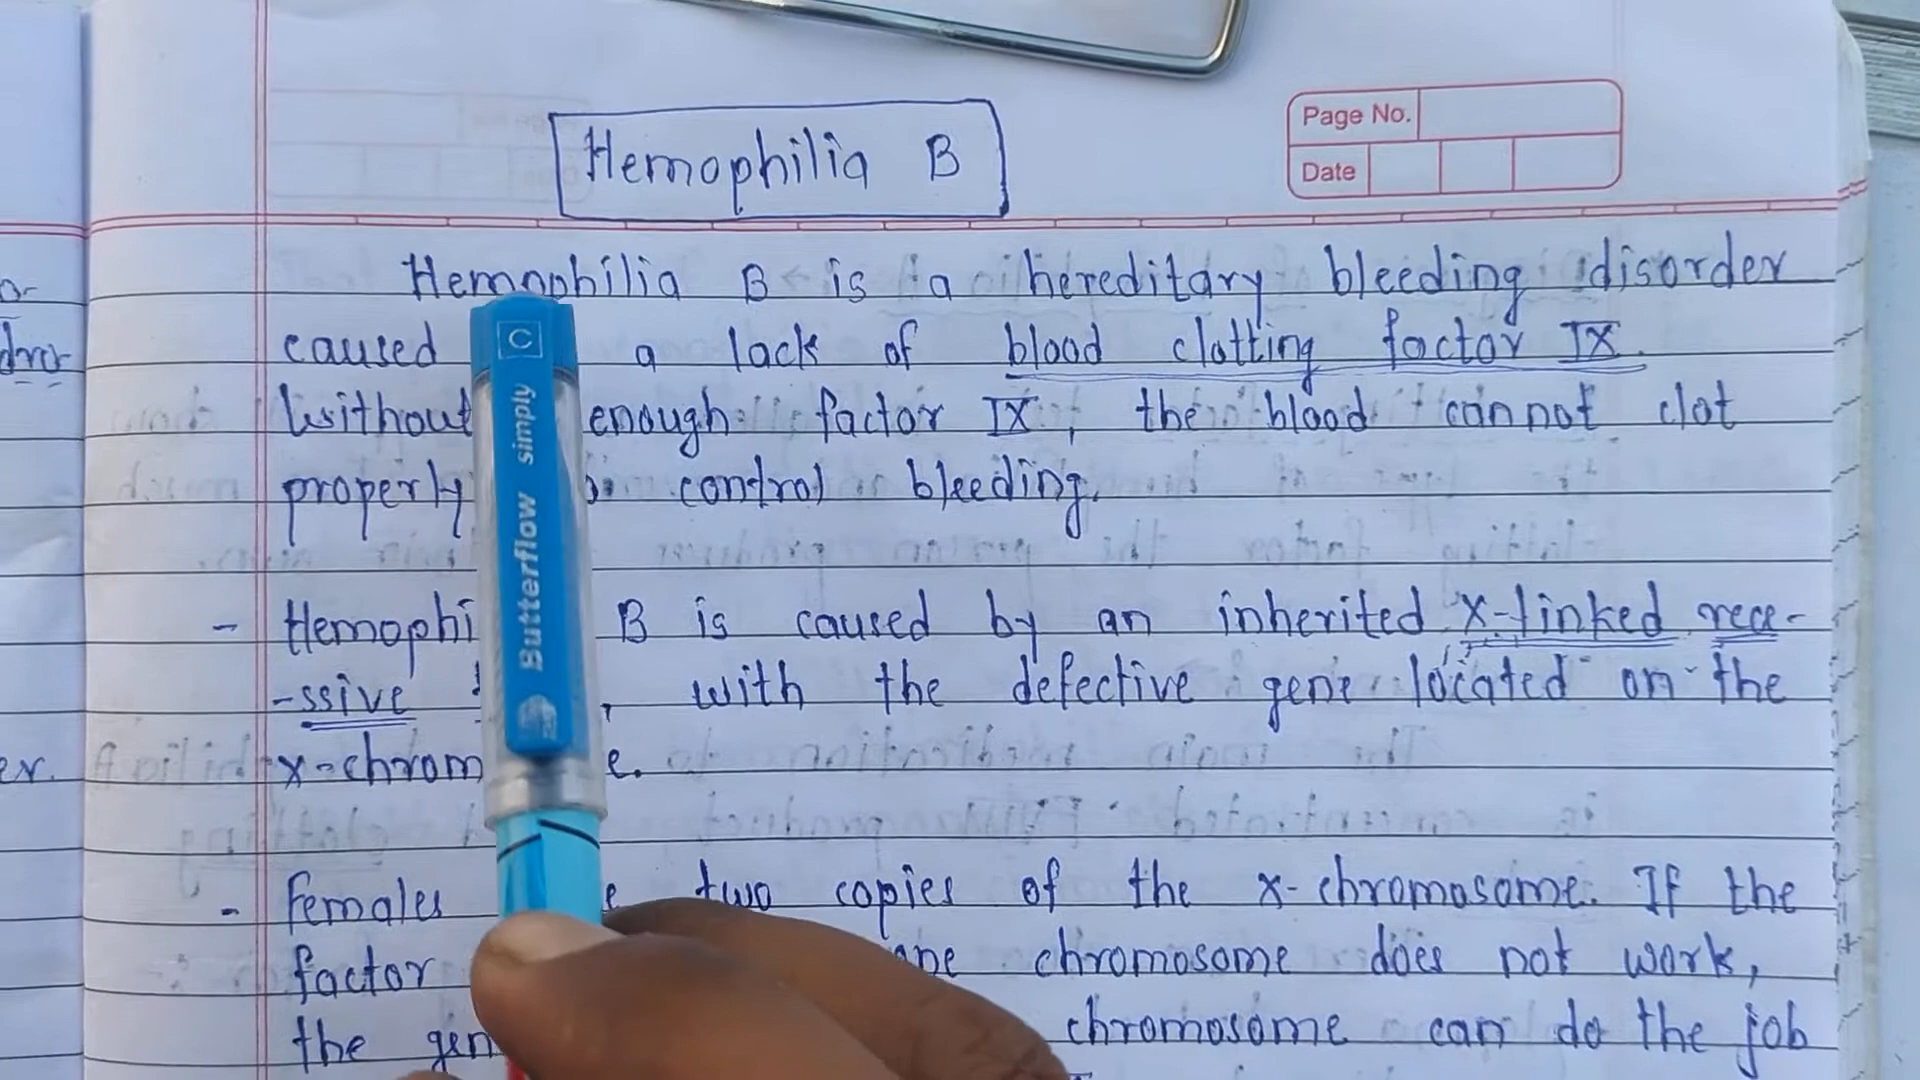 Hemophilia B
Page No.
Date
Hemophilia B is a hereditary bleeding disorder
caused a lack of blood clotting factor IX.
Without enough factor IX, the blood cannot clot
properly control bleeding.
- Hemophi B is caused by an inherited X-linked rece-
-ssive , with the defective gene located on the
x-chrom e.
- Females e two copies of the x-chromosome. If the
factor one chromosome does not work,
the gen chromosome can do the job
C
Butterflow simply
er.